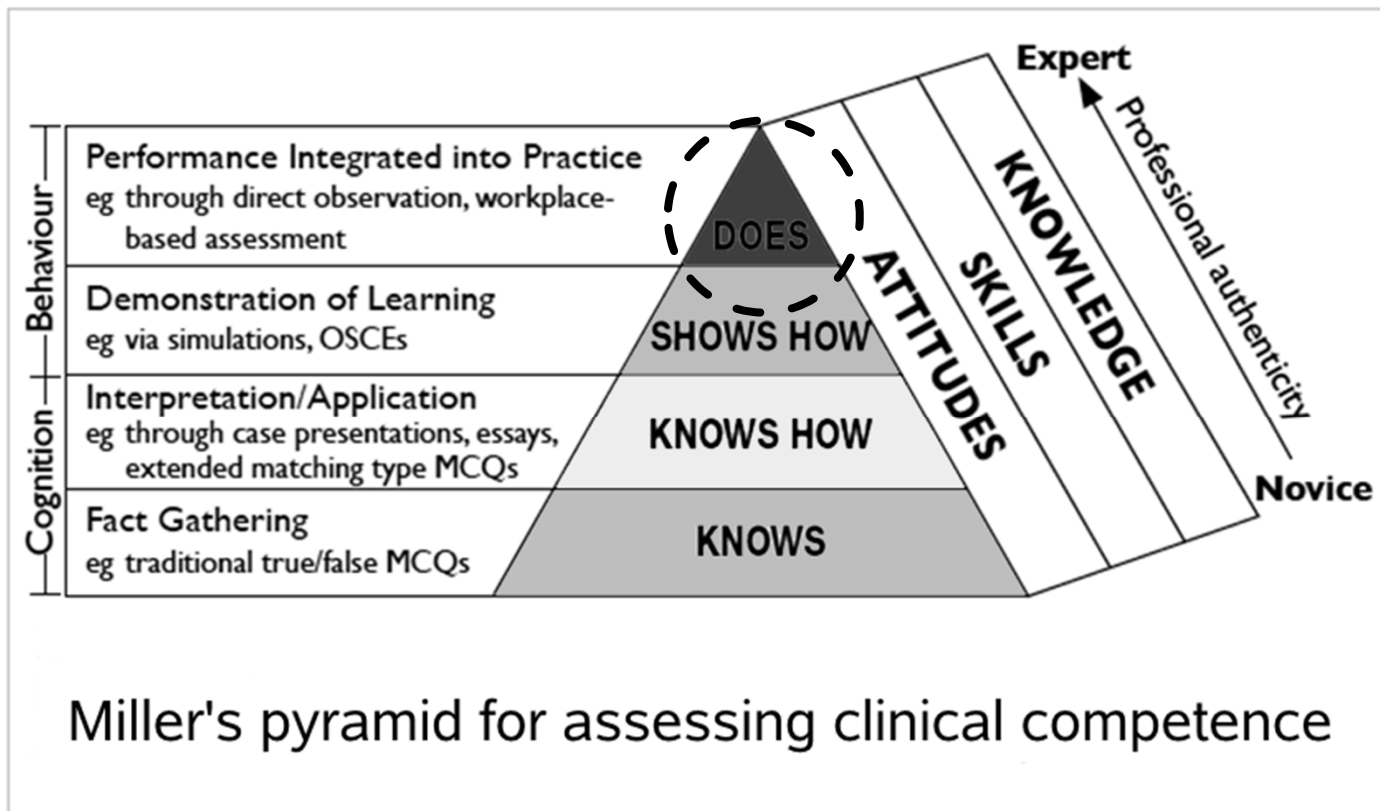 Behaviour
Cognition
Performance Integrated into Practice
eg through direct observation, workplace-
based assessment
Demonstration of Learning
eg via simulations, OSCEs
Interpretation/Application
eg through case presentations, essays,
extended matching type MCQs
Fact Gathering
eg traditional true/false MCQs
DOES
SHOWS HOW
KNOWS HOW
KNOWS
ATTITUDES
SKILLS
KNOWLEDGE
Expert
Professional authenticity
Novice
Miller's pyramid for assessing clinical competence